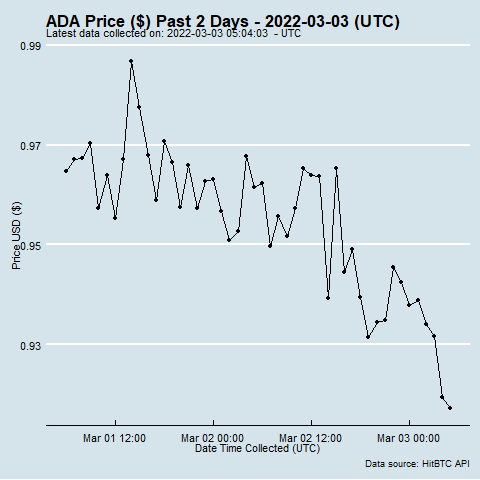 ADA Price ($) Past 2 Days - 2022-03-03 (UTC)
Latest data collected on: 2022-03-03 05:04:03 - UTC
0.99
0.97
0.95
0.93
Price USD ($)
Mar 01 12:00 Mar 02 00:00 Mar 02 12:00 Mar 03 00:00
Date Time Collected (UTC)
Data source: HitBTC API